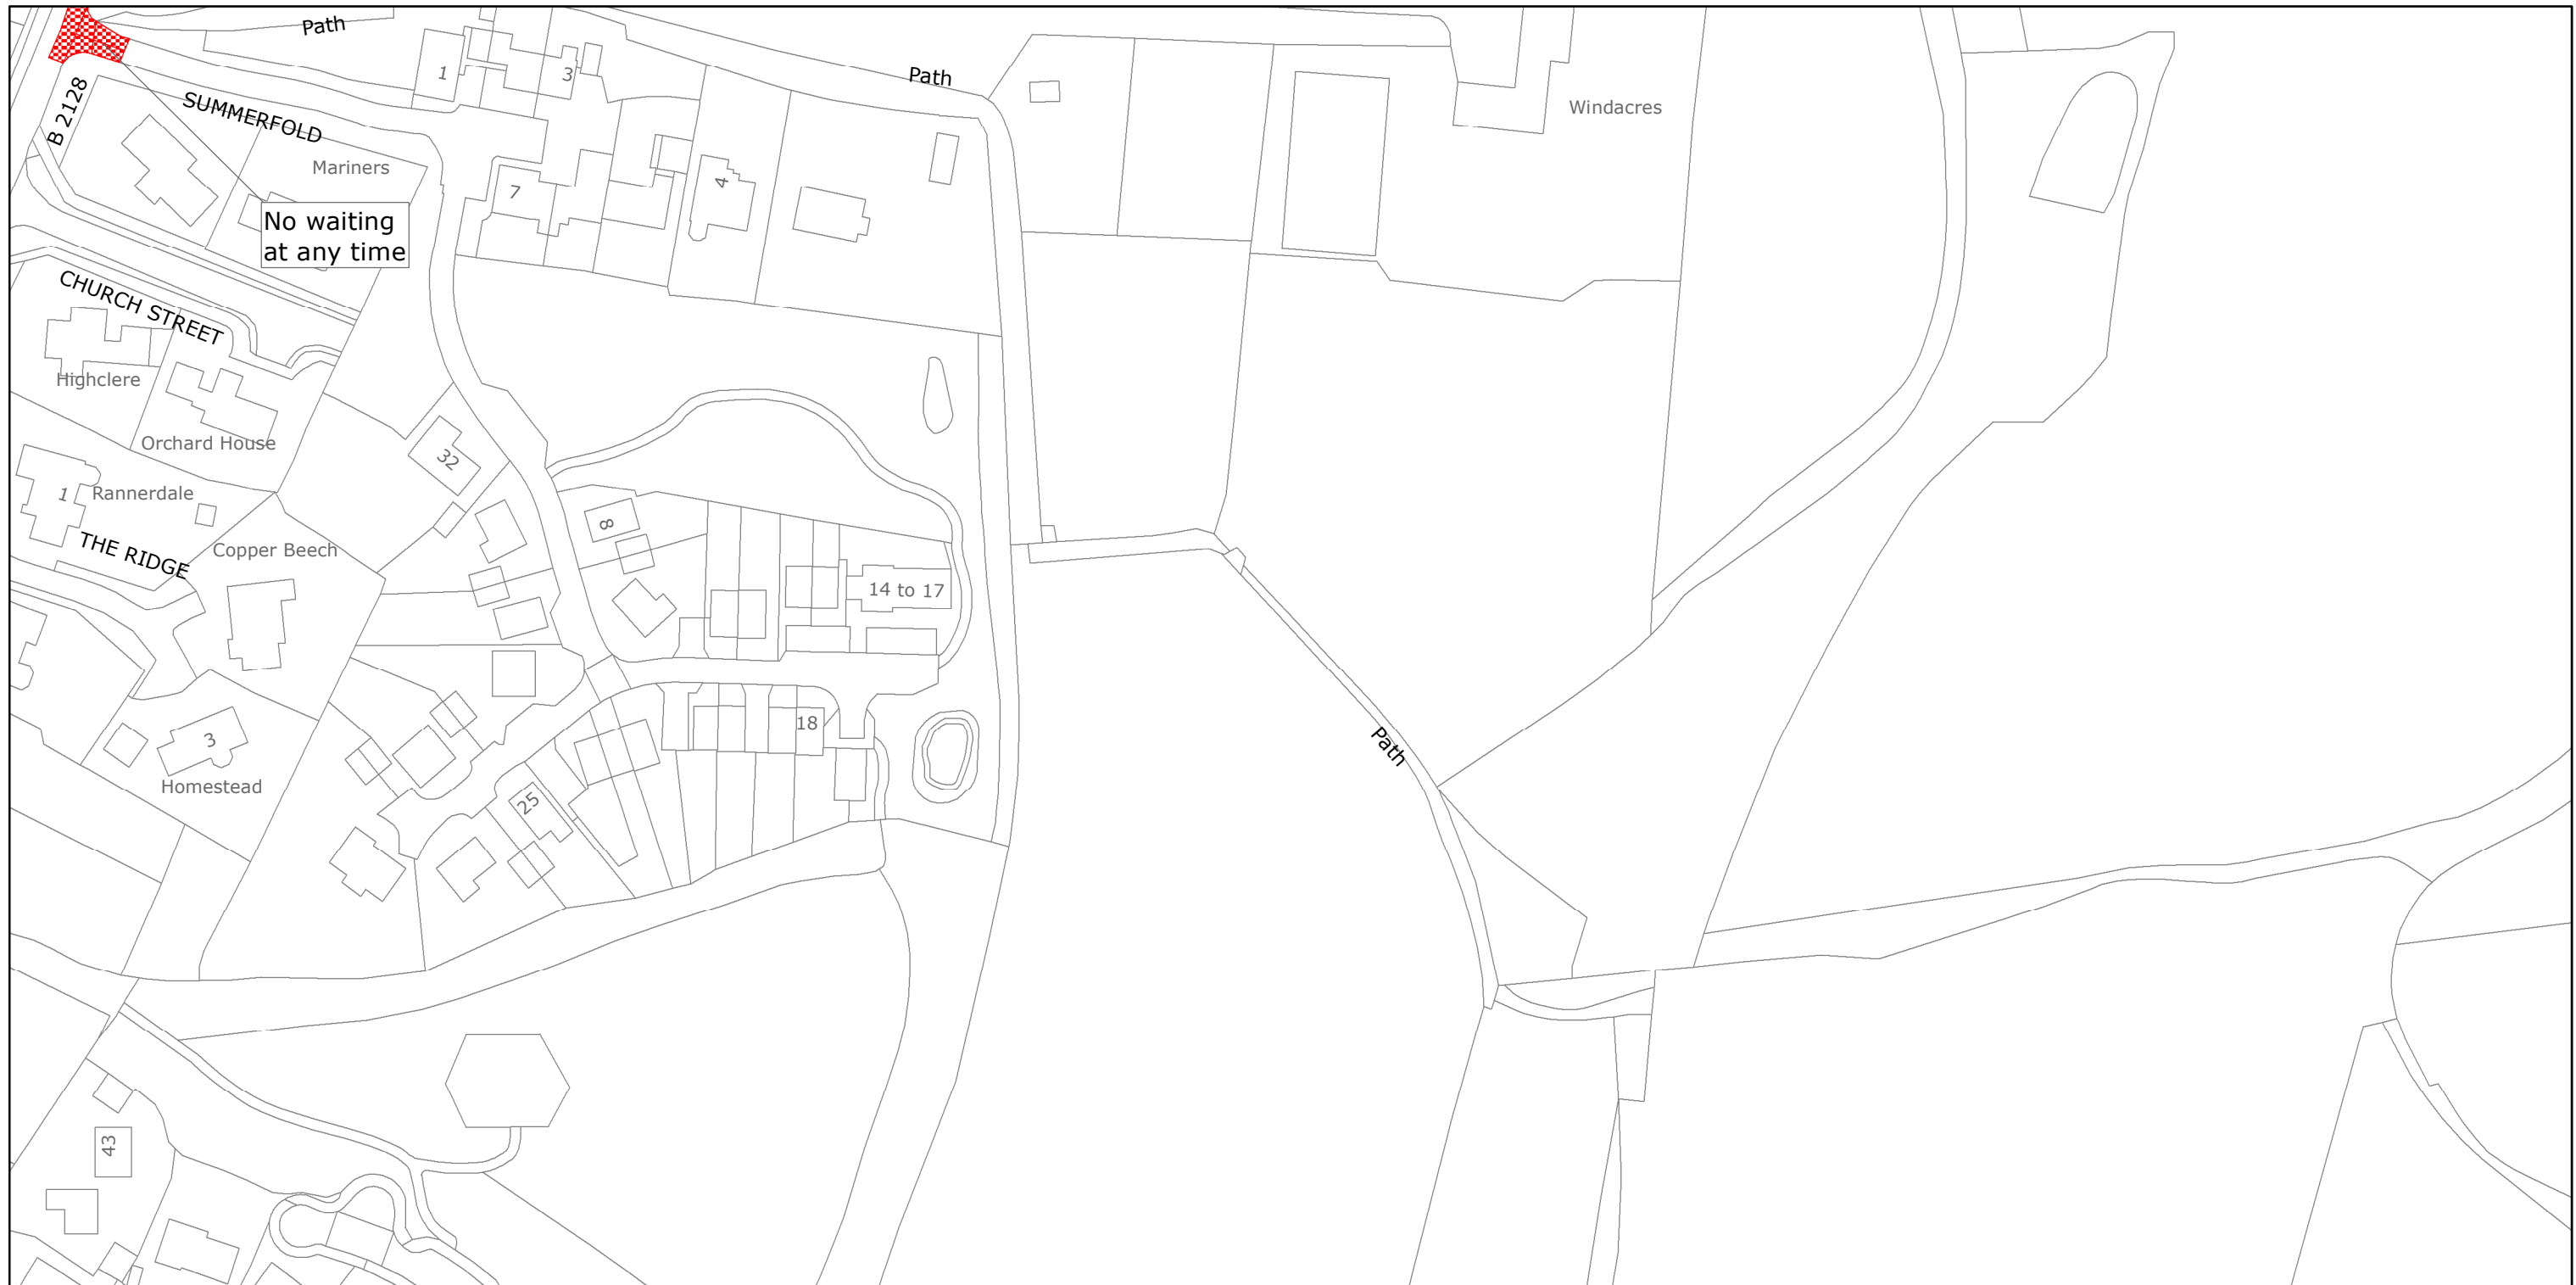 Path
1
3
Path
Windacres
B 2128
SUMMERFOLD
Mariners
7
4
No waiting
at any time
CHURCH STREET
Highclere
Orchard House
32
1
Rannerdale
8
THE RIDGE
Copper Beech
14 to 17
18
3
Path
Homestead
25
43